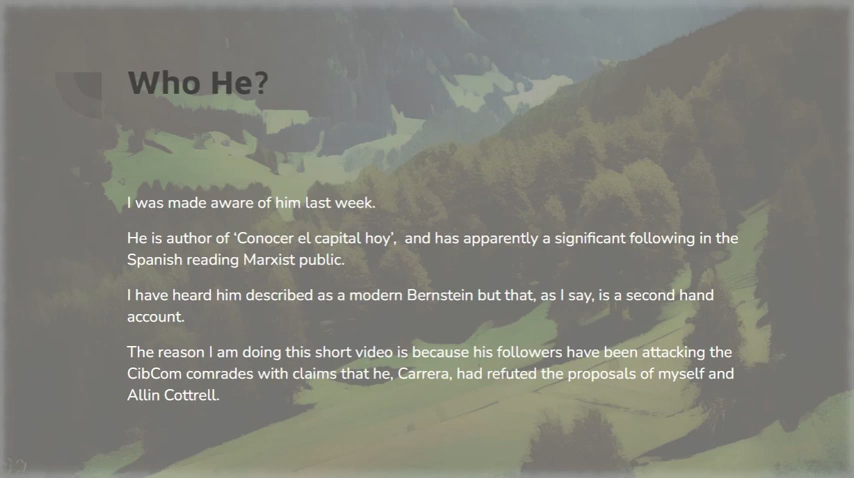 Who He?
I was made aware of him last week.
He is author of ‘Conocer el capital hoy’,  and has apparently a significant following in the
Spanish reading Marxist public.
I have heard him described as a modern Bernstein but that, as I say, is a second hand
account.
The reason I am doing this short video is because his followers have been attacking the
CibCom comrades with claims that he, Carrera, had refuted the proposals of myself and
Allin Cottrell.